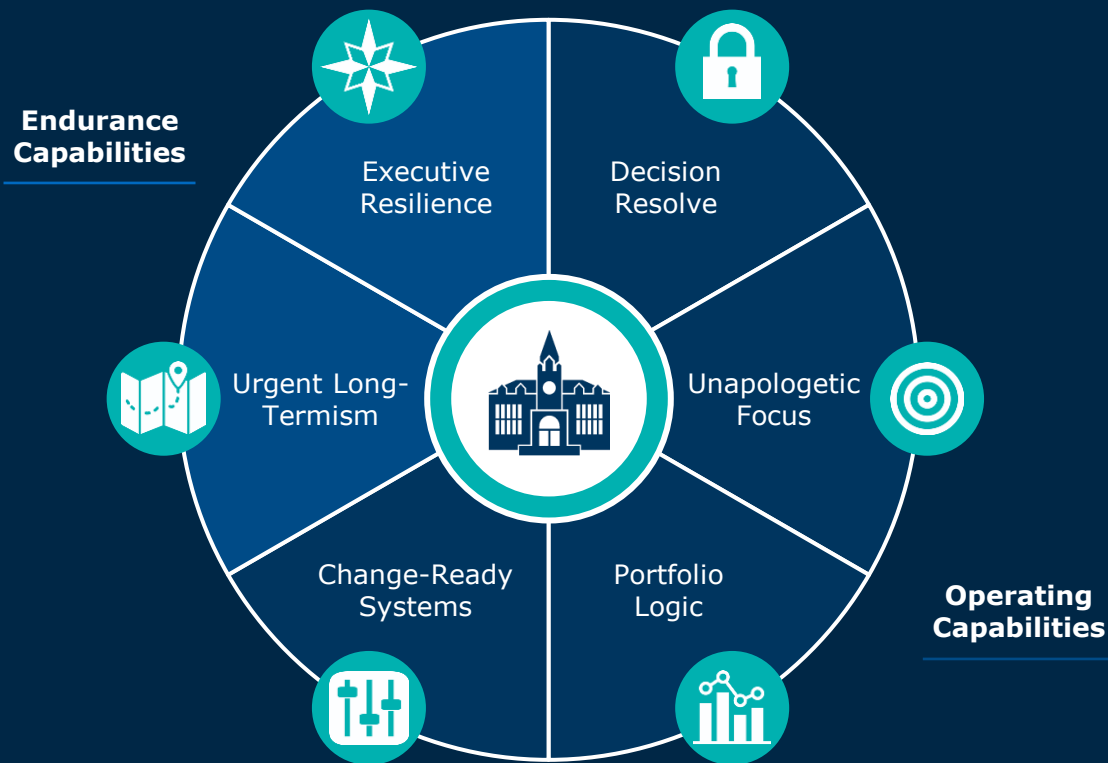 Endurance
Capabilities
Executive
Resilience
Decision
Resolve
Urgent Long-
Termism
Unapologetic
Focus
Change-Ready
Systems
Portfolio
Logic
Operating
Capabilities